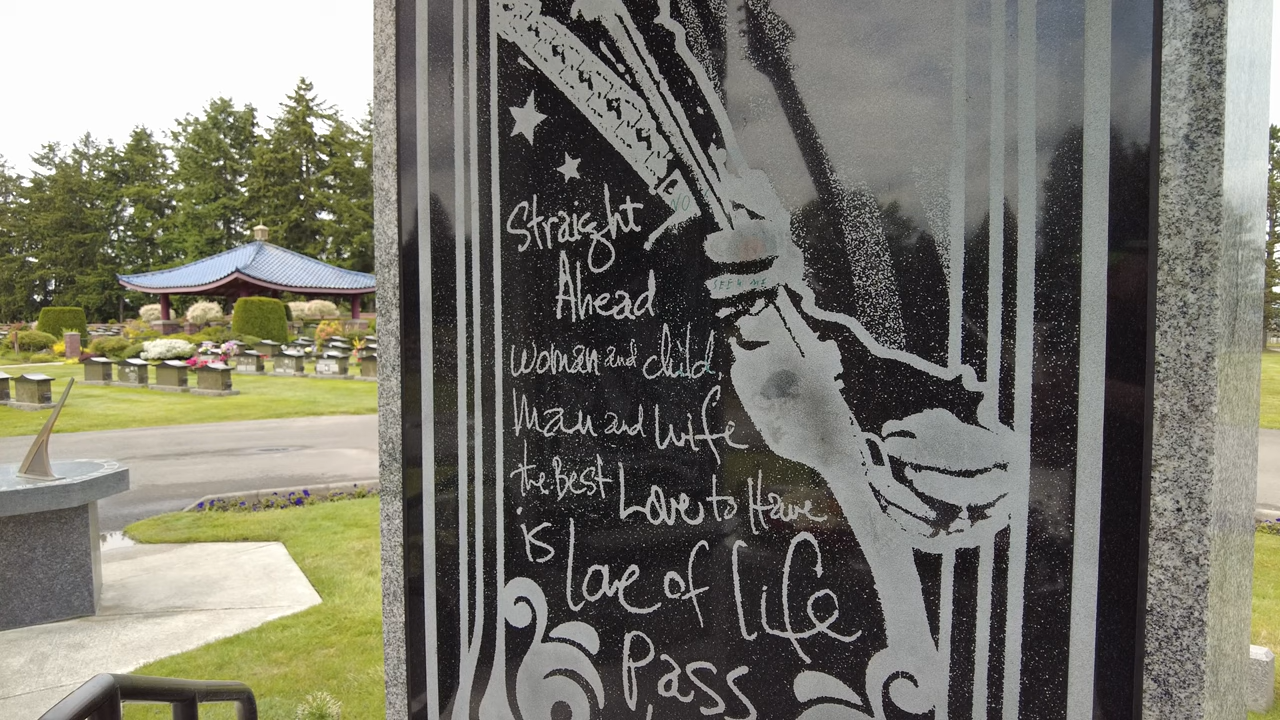 Straight
Ahead
woman and child,
man and wife
the Best Love to Have
is Love of Life
Pass